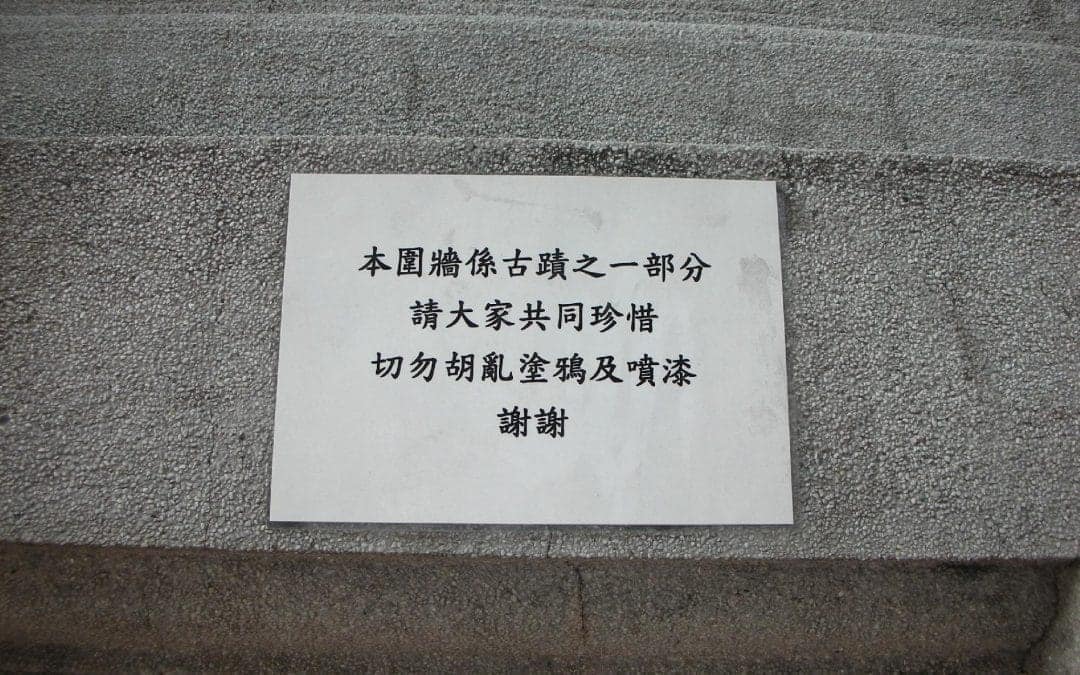 本圍牆係古蹟之一部分
請大家共同珍惜
切勿胡亂塗鴉及噴漆
謝謝